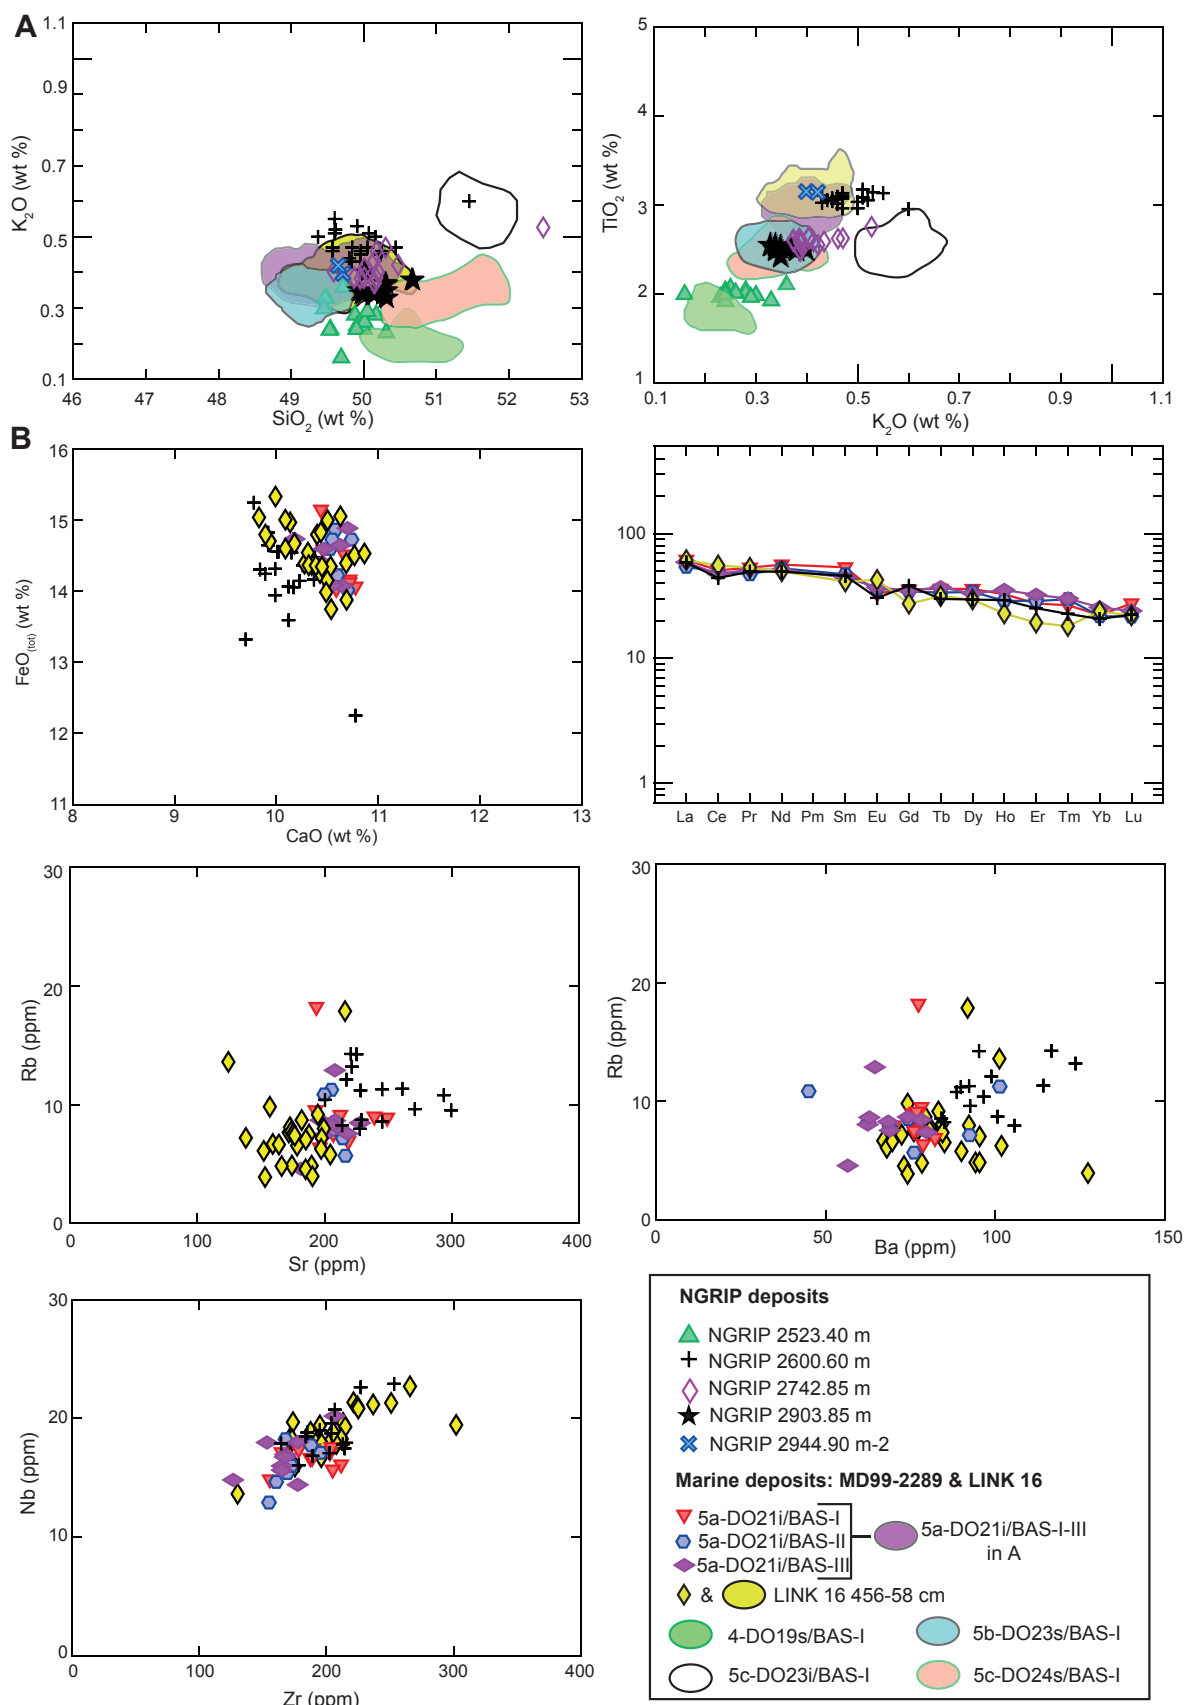 A
1.1
0.9
0.7
0.5
0.3
0.1
K2O (wt %)
46 47 48 49 50 51 52 53
SiO2 (wt %)
5
4
3
2
1
TiO2 (wt %)
0.1 0.3 0.5 0.7 0.9 1.1
K2O (wt %)
B
16
15
14
13
12
11
FeO(tot) (wt %)
8 9 10 11 12 13
CaO (wt %)
100
10
1
La Ce Pr Nd Pm Sm Eu Gd Tb Dy Ho Er Tm Yb Lu
30
20
10
0
Rb (ppm)
0 100 200 300 400
Sr (ppm)
30
20
10
0
Rb (ppm)
0 50 100 150
Ba (ppm)
30
20
10
0
Nb (ppm)
0 100 200 300 400
Zr (ppm)
NGRIP deposits
NGRIP 2523.40 m
NGRIP 2600.60 m
NGRIP 2742.85 m
NGRIP 2903.85 m
NGRIP 2944.90 m-2
Marine deposits: MD99-2289 & LINK 16
5a-DO21i/BAS-I
5a-DO21i/BAS-II
5a-DO21i/BAS-III
5a-DO21i/BAS-I-III
in A
& LINK 16 456-58 cm
4-DO19s/BAS-I
5b-DO23s/BAS-I
5c-DO23i/BAS-I
5c-DO24s/BAS-I